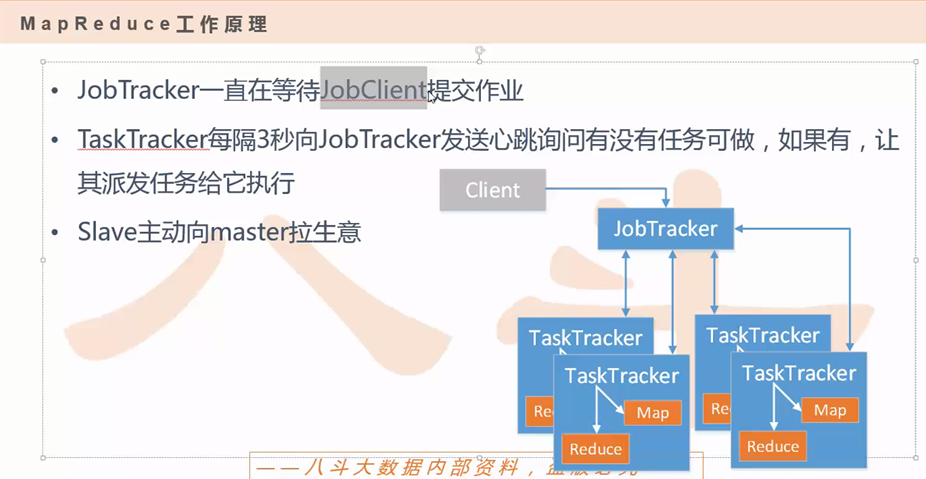 MapReduce工作原理
• JobTracker一直在等待JobClient提交作业
• TaskTracker每隔3秒向JobTracker发送心跳询问有没有任务可做，如果有，让
其派发任务给它执行
• Slave主动向master拉生意
Client
JobTracker
TaskTracker
TaskTracker
TaskTracker
TaskTracker
Map
Map
Reduce
Reduce
——八斗大数据内部资料，盗版必究